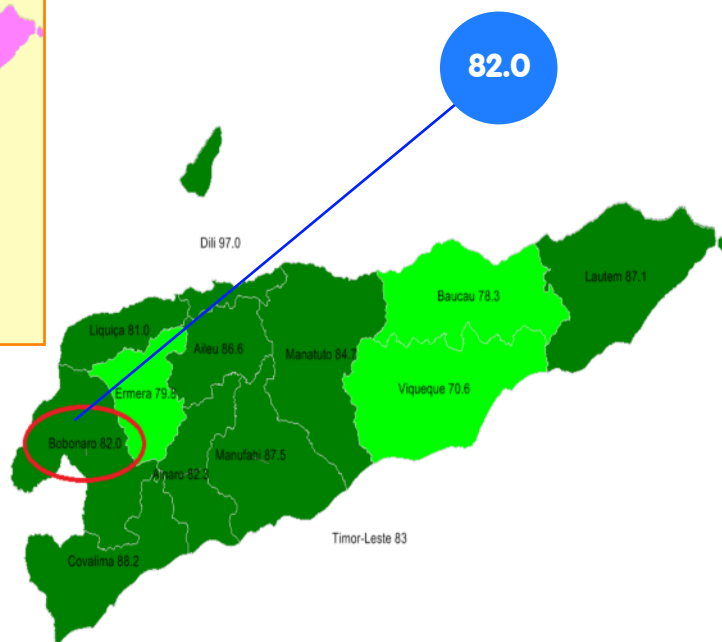 82.0
Dili 97.0
Lautem 87.1
Baucau 78.3
Liquiça 81.0
Aileu 86.6
Manatuto 84.7
Ermera 79.8
Viqueque 70.6
Bobonaro 82.0
Manufahi 87.5
Ainaro 82.3
Timor-Leste 83
Covalima 88.2